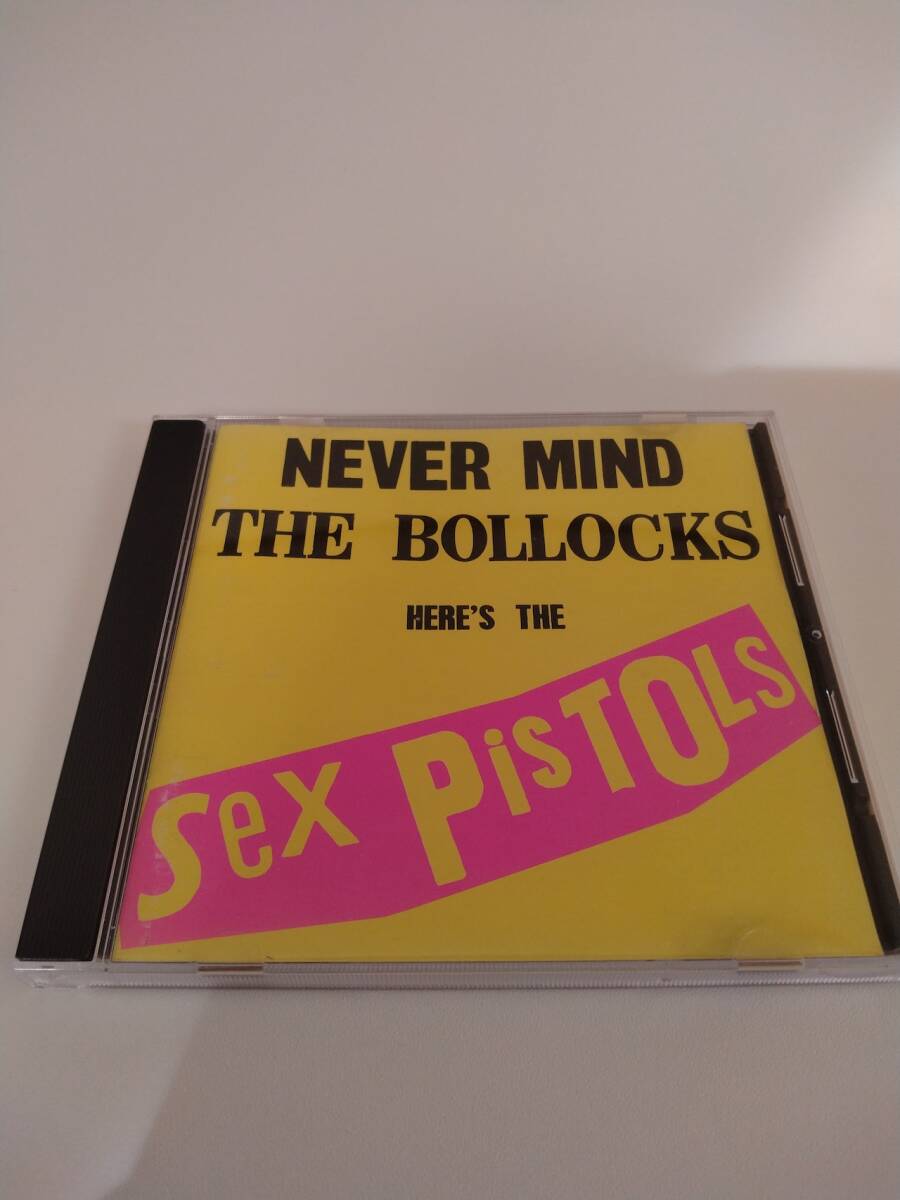 NEVER MIND
THE BOLLOCKS
HERE'S THE
Sex PisTOLs